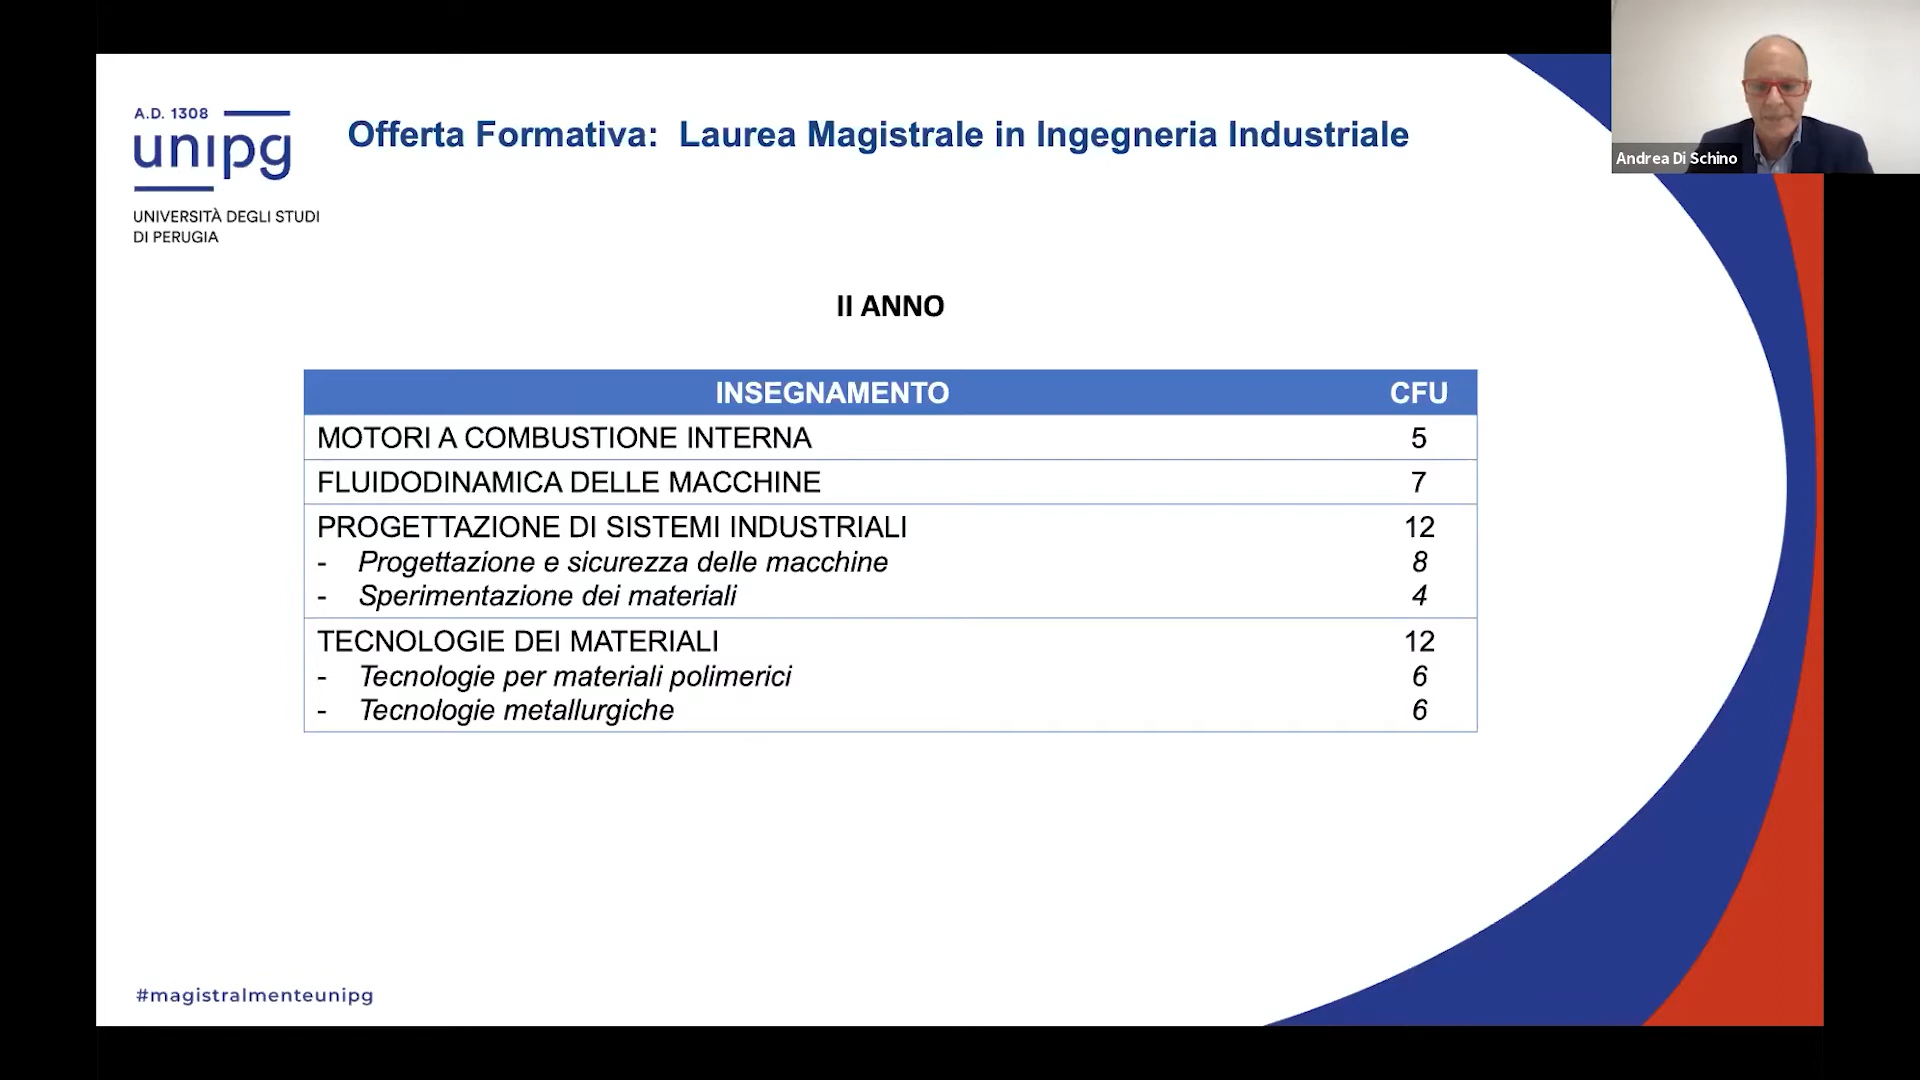 A.D. 1308
unipg
UNIVERSITÀ DEGLI STUDI
DI PERUGIA
Offerta Formativa: Laurea Magistrale in Ingegneria Industriale
Andrea Di Schino
II ANNO
INSEGNAMENTO CFU
MOTORI A COMBUSTIONE INTERNA 5
FLUIDODINAMICA DELLE MACCHINE 7
PROGETTAZIONE DI SISTEMI INDUSTRIALI 12
- Progettazione e sicurezza delle macchine 8
- Sperimentazione dei materiali 4
TECNOLOGIE DEI MATERIALI 12
- Tecnologie per materiali polimerici 6
- Tecnologie metallurgiche 6
#magistralmenteunipg